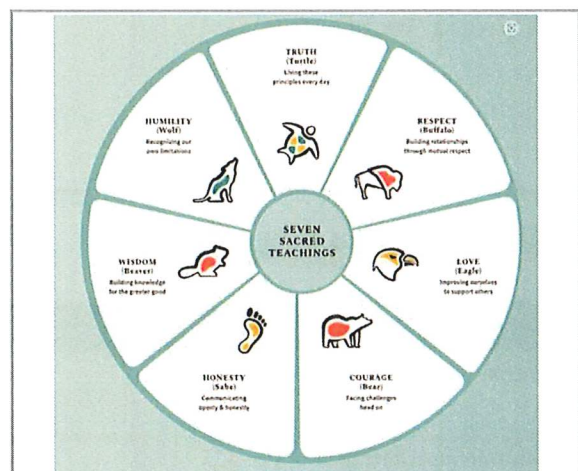 TRUTH
(Turtle)
Living these
principles every day
RESPECT
(Buffalo)
Building relationships
through mutual respect
LOVE
(Eagle)
Improving ourselves
to support others
COURAGE
(Bear)
Facing challenges
head on
HONESTY
(Sabe)
Communicating
openly & honestly
WISDOM
(Beaver)
Building knowledge
for the greater good
HUMILITY
(Wolf)
Recognizing our
own limitations
SEVEN
SACRED
TEACHINGS